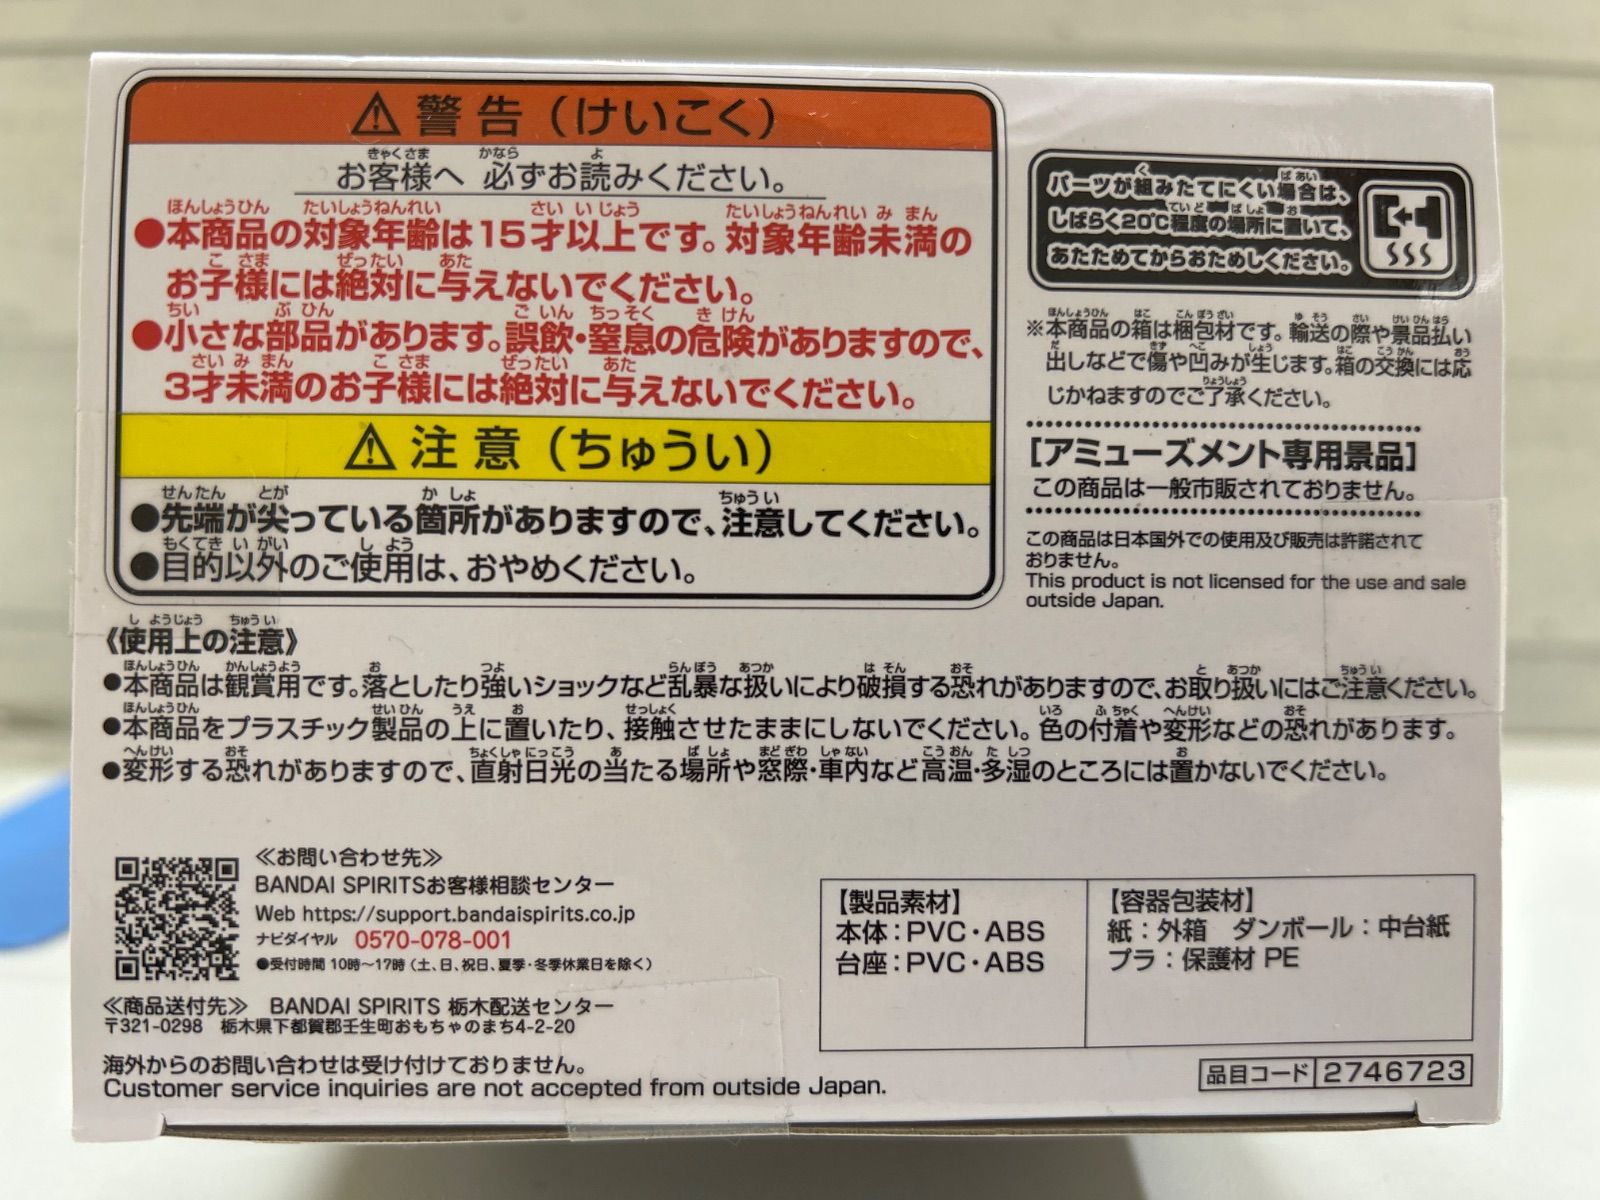 ⚠警告(けいこく)
お客様へ 必ずお読みください。
●本商品の対象年齢は15才以上です。対象年齢未満の
お子様には絶対に与えないでください。
●小さな部品があります。誤飲・窒息の危険がありますので、
3才未満のお子様には絶対に与えないでください。
⚠注意(ちゅうい)
●先端が尖っている箇所がありますので、注意してください。
●目的以外のご使用は、おやめください。
パーツが組みたてにくい場合は、
しばらく20℃程度の場所に置いて、
あたためてからおためしください。
※本商品の箱は梱包材です。輸送の際や景品払い
出しなどで傷や凹みが生じます。箱の交換には応
じかねますのでご了承ください。
[アミューズメント専用景品]
この商品は一般市販されておりません。
この商品は日本国外での使用及び販売は許諾されて
おりません。
This product is not licensed for the use and sale
outside Japan.
《使用上の注意》
●本商品は観賞用です。落としたり強いショックなど乱暴な扱いにより破損する恐れがありますので、お取り扱いにはご注意ください。
●本商品をプラスチック製品の上に置いたり、接触させたままにしないでください。色の付着や変形などの恐れがあります。
●変形する恐れがありますので、直射日光の当たる場所や窓際・車内など高温・多湿のところには置かないでください。
≪お問い合わせ先≫
BANDAI SPIRITSお客様相談センター
Web https://support.bandaispirits.co.jp
ナビダイヤル 0570-078-001
●受付時間 10時〜17時(土、日、祝日、夏季・冬季休業日を除く)
≪商品送付先≫ BANDAI SPIRITS 栃木配送センター
〒321-0298 栃木県下都賀郡壬生町おもちゃのまち4-2-20
海外からのお問い合わせは受け付けておりません。
Customer service inquiries are not accepted from outside Japan.
【製品素材】
本体:PVC・ABS
台座:PVC・ABS
【容器包装材】
紙:外箱 ダンボール:中台紙
プラ:保護材 PE
品目コード 2746723